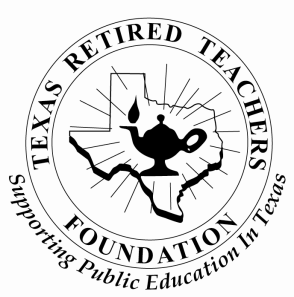 TEXAS RETIRED TEACHERS
FOUNDATION
Supporting Public Education In Texas